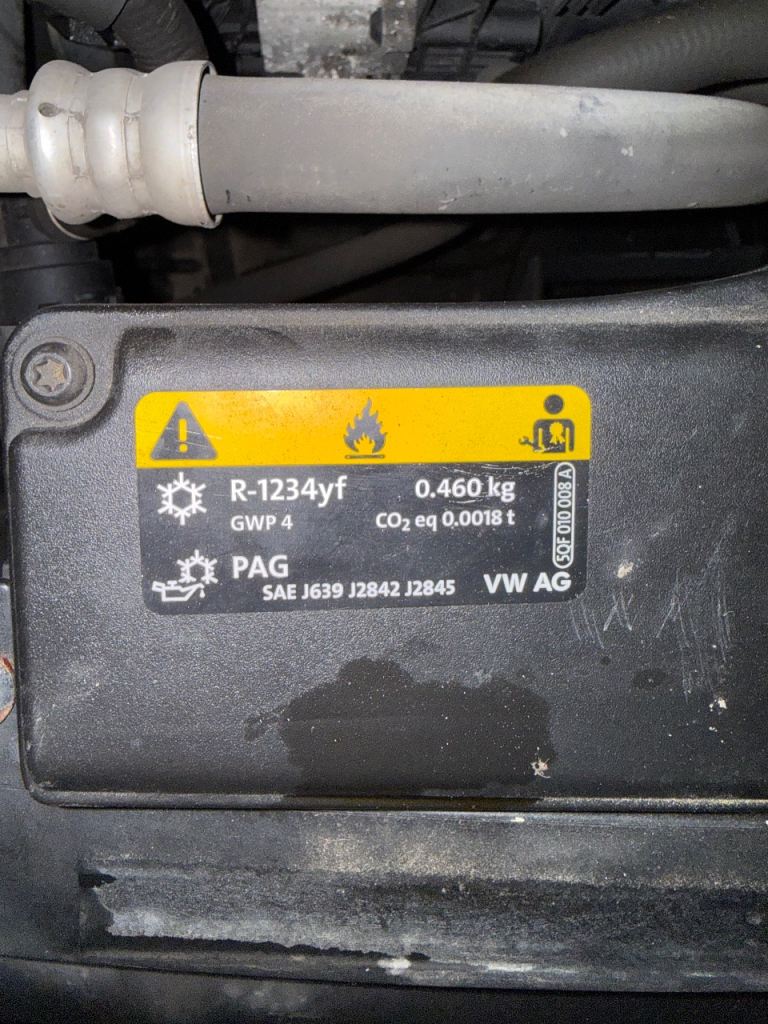 R-1234yf 0.460 kg
GWP 4 CO₂ eq 0.0018 t
PAG
SAE J639 J2842 J2845 VW AG
5QF 010 008 A